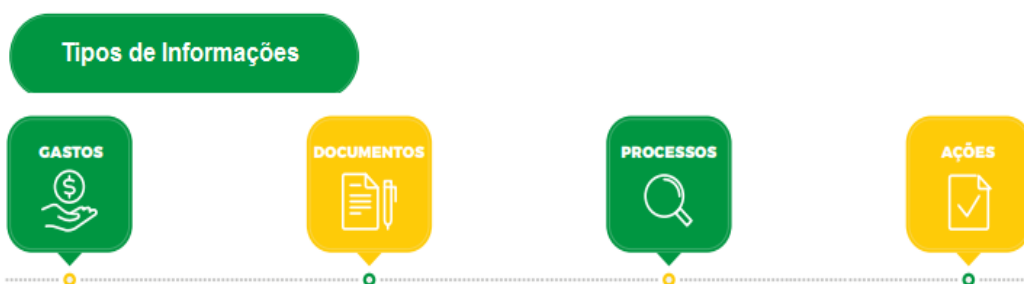 Tipos de Informações
GASTOS
DOCUMENTOS
PROCESSOS
AÇÕES